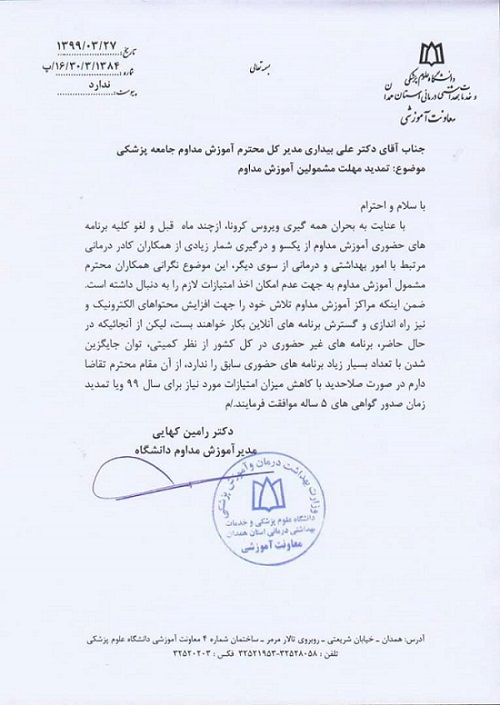 بسمه تعالی
تاریخ: ۱۳۹۹/۰۳/۲۷
شماره: ۱۶/۳۰/۳/۱۳۸۴/پ
پیوست: ندارد
دانشگاه علوم پزشکی
و خدمات بهداشتی درمانی استان همدان
معاونت آموزشی
جناب آقای دکتر علی بیداری مدیر کل محترم آموزش مداوم جامعه پزشکی
موضوع: تمدید مهلت مشمولین آموزش مداوم
با سلام و احترام
با عنایت به بحران همه گیری ویروس کرونا، ازچند ماه قبل و لغو کلیه برنامه
های حضوری آموزش مداوم از یکسو و درگیری شمار زیادی از همکاران کادر درمانی
مرتبط با امور بهداشتی و درمانی از سوی دیگر، این موضوع نگرانی همکاران محترم
مشمول آموزش مداوم به جهت عدم امکان اخذ امتیازات لازم را به دنبال داشته است.
ضمن اینکه مراکز آموزش مداوم تلاش خود را جهت افزایش محتواهای الکترونیک و
نیز راه اندازی و گسترش برنامه های آنلاین بکار خواهند بست، لیکن از آنجائیکه در
حال حاضر، برنامه های غیر حضوری در کل کشور از نظر کمیتی، توان جایگزین
شدن با تعداد بسیار زیاد برنامه های حضوری سابق را ندارد، از آن مقام محترم تقاضا
دارم در صورت صلاحدید با کاهش میزان امتیازات مورد نیاز برای سال ۹۹ ویا تمدید
زمان صدور گواهی های ۵ ساله موافقت فرمایند./م
دکتر رامین کهایی
مدیرآموزش مداوم دانشگاه
وزارت بهداشت درمان و آموزش پزشکی
دانشگاه علوم پزشکی و خدمات
بهداشتی درمانی استان همدان
معاونت آموزشی
آدرس: همدان ـ خیابان شریعتی ـ روبروی تالار مرمر ـ ساختمان شماره ۴ معاونت آموزشی دانشگاه علوم پزشکی
تلفن : ۳۲۵۲۸۰۵۸-۳۲۵۲۱۹۵۳ فکس : ۳۲۵۲۰۲۰۳